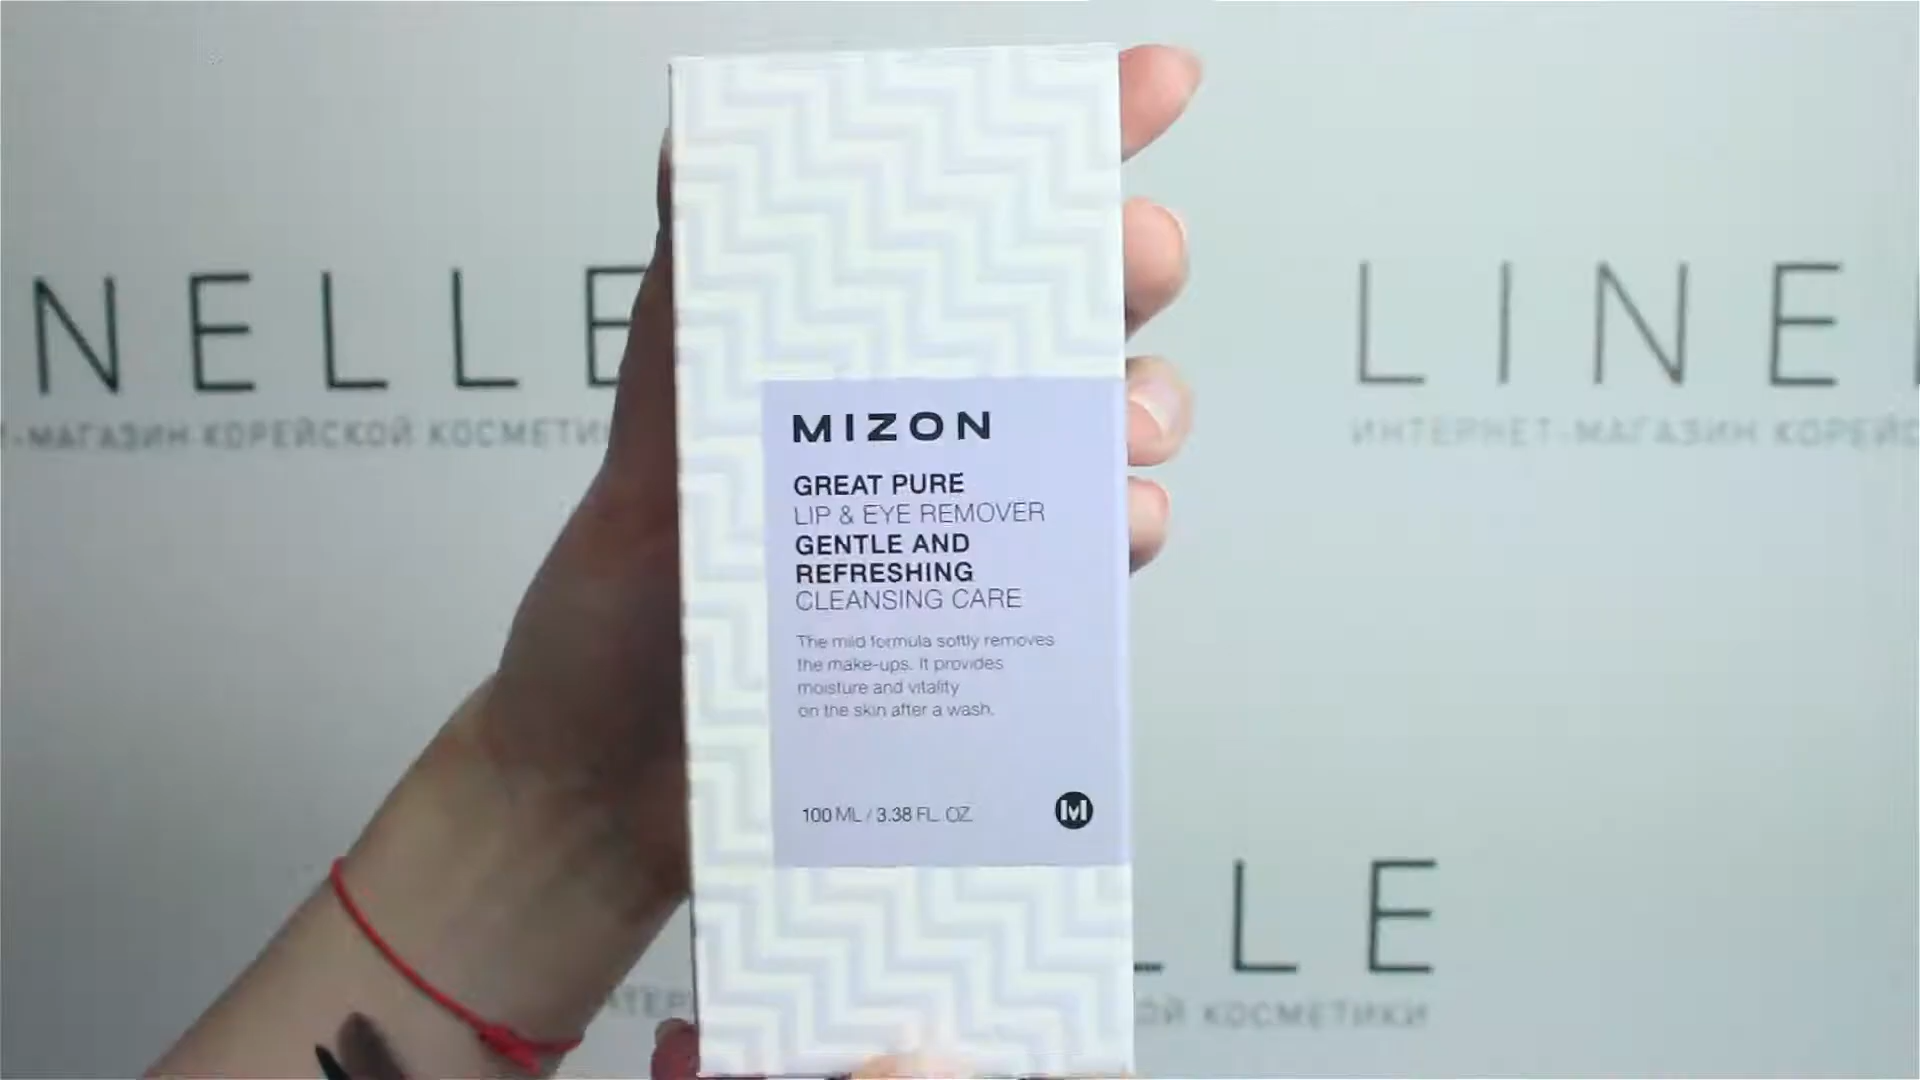 NELLE
-МАГАЗИН КОРЕЙСКОЙ
LINE
ИНТЕРНЕТ-МАГАЗИН
MIZON
GREAT PURE
LIP & EYE REMOVER
GENTLE AND
REFRESHING
CLEANSING CARE
The mild formula softly removes
the make-ups. It provides
moisture and vitality
on the skin after a wash.
100 ML / 3.38 FL. OZ.
M
LLE
ОЙ КОСМЕТИКИ